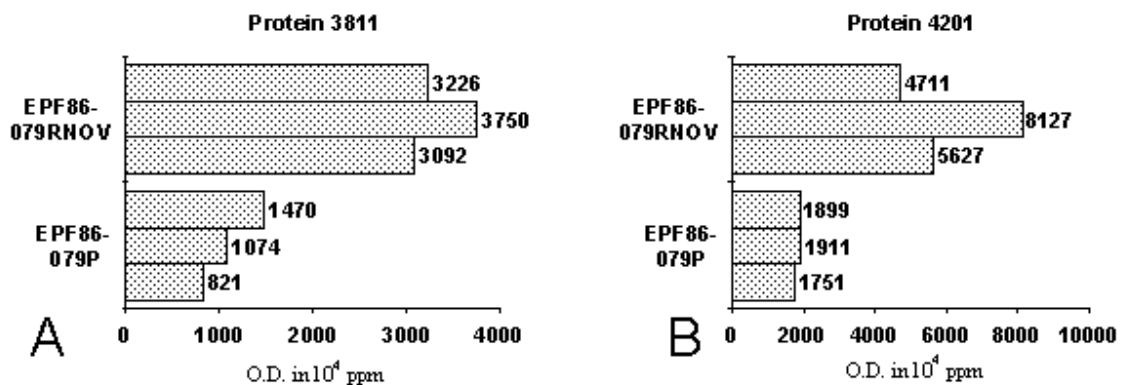 Protein 3811
EPF86-
079RNOV
3226
3750
3092
EPF86-
079P
1470
1074
821
0 1000 2000 3000 4000
O.D. in10⁴ ppm
A
Protein 4201
EPF86-
079RNOV
4711
8127
5627
EPF86-
079P
1899
1911
1751
0 2000 4000 6000 8000 10000
O.D. in10⁴ ppm
B